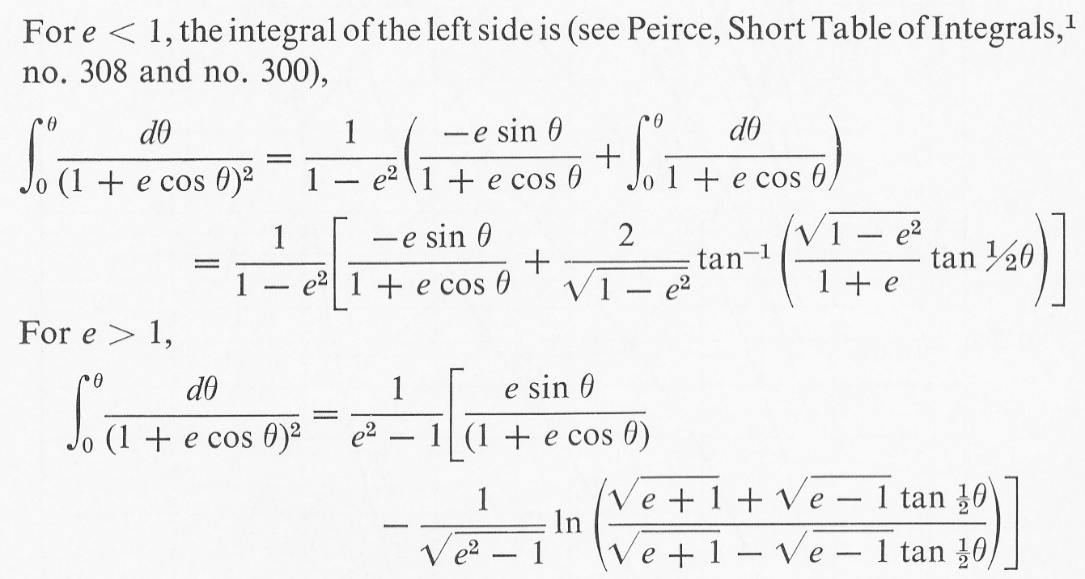 For e < 1, the integral of the left side is (see Peirce, Short Table of Integrals,¹
no. 308 and no. 300),
∫₀^θ dθ / (1 + e cos θ)² = 1 / (1 − e²) ( −e sin θ / (1 + e cos θ) + ∫₀^θ dθ / (1 + e cos θ) )
= 1 / (1 − e²) [ −e sin θ / (1 + e cos θ) + 2 / √(1 − e²) tan⁻¹ ( √(1 − e²) / (1 + e) tan ½θ ) ]
For e > 1,
∫₀^θ dθ / (1 + e cos θ)² = 1 / (e² − 1) [ e sin θ / (1 + e cos θ)
− 1 / √(e² − 1) ln ( (√(e + 1) + √(e − 1) tan ½θ) / (√(e + 1) − √(e − 1) tan ½θ) ) ]